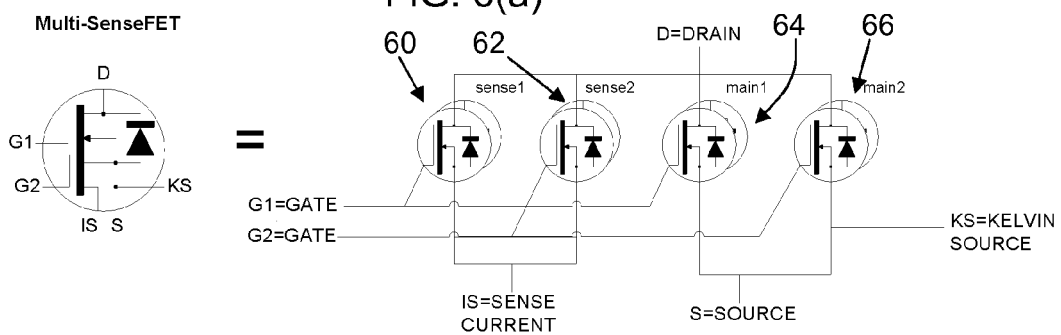 FIG. 6(a)
Multi-SenseFET
60
62
D=DRAIN
64
66
D
sense1
sense2
main1
main2
G1
G2
KS
IS S
=
G1=GATE
G2=GATE
KS=KELVIN
SOURCE
IS=SENSE
CURRENT
S=SOURCE